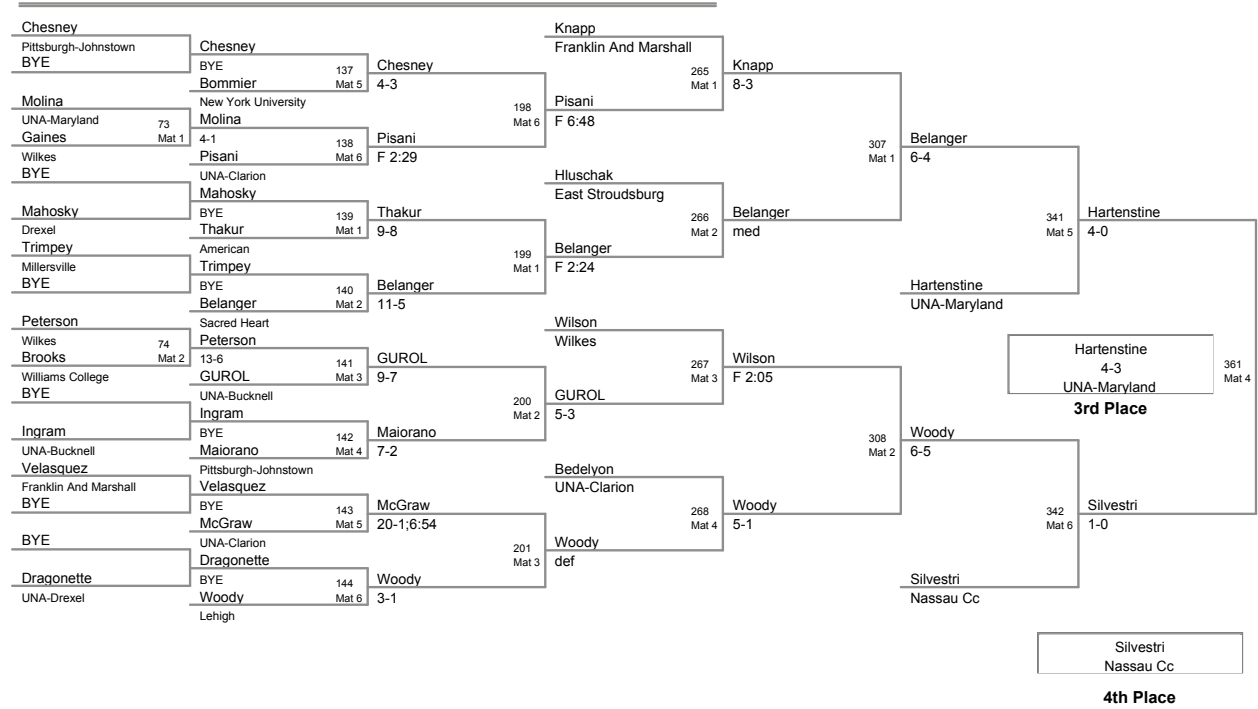 Chesney
Pittsburgh-Johnstown
BYE
Molina
UNA-Maryland
73
Mat 1
Gaines
Wilkes
BYE
Mahosky
Drexel
Trimpey
Millersville
BYE
Peterson
Wilkes
74
Mat 2
Brooks
Williams College
BYE
Ingram
UNA-Bucknell
Velasquez
Franklin And Marshall
BYE
BYE
Dragonette
UNA-Drexel
Chesney
BYE
137
Mat 5
Bommier
New York University
Molina
4-1
138
Mat 6
Pisani
UNA-Clarion
Mahosky
BYE
139
Mat 1
Thakur
American
Trimpey
BYE
140
Mat 2
Belanger
Sacred Heart
Peterson
13-6
141
Mat 3
GUROL
UNA-Bucknell
Ingram
BYE
142
Mat 4
Maiorano
Pittsburgh-Johnstown
Velasquez
BYE
143
Mat 5
McGraw
UNA-Clarion
Dragonette
BYE
144
Mat 6
Woody
Lehigh
Chesney
4-3
198
Mat 6
Pisani
F 2:29
Thakur
9-8
199
Mat 1
Belanger
11-5
GUROL
9-7
200
Mat 2
Maiorano
7-2
McGraw
20-1;6:54
201
Mat 3
Woody
3-1
Knapp
Franklin And Marshall
265
Mat 1
Pisani
F 6:48
Hluschak
East Stroudsburg
266
Mat 2
Belanger
F 2:24
Wilson
Wilkes
267
Mat 3
GUROL
5-3
Bedelyon
UNA-Clarion
268
Mat 4
Woody
def
Knapp
8-3
307
Mat 1
Belanger
med
Wilson
F 2:05
308
Mat 2
Woody
5-1
Belanger
6-4
341
Mat 5
Hartenstine
UNA-Maryland
Woody
6-5
342
Mat 6
Silvestri
Nassau Cc
Hartenstine
4-0
361
Mat 4
Silvestri
1-0
Hartenstine
4-3
UNA-Maryland
3rd Place
Silvestri
Nassau Cc
4th Place